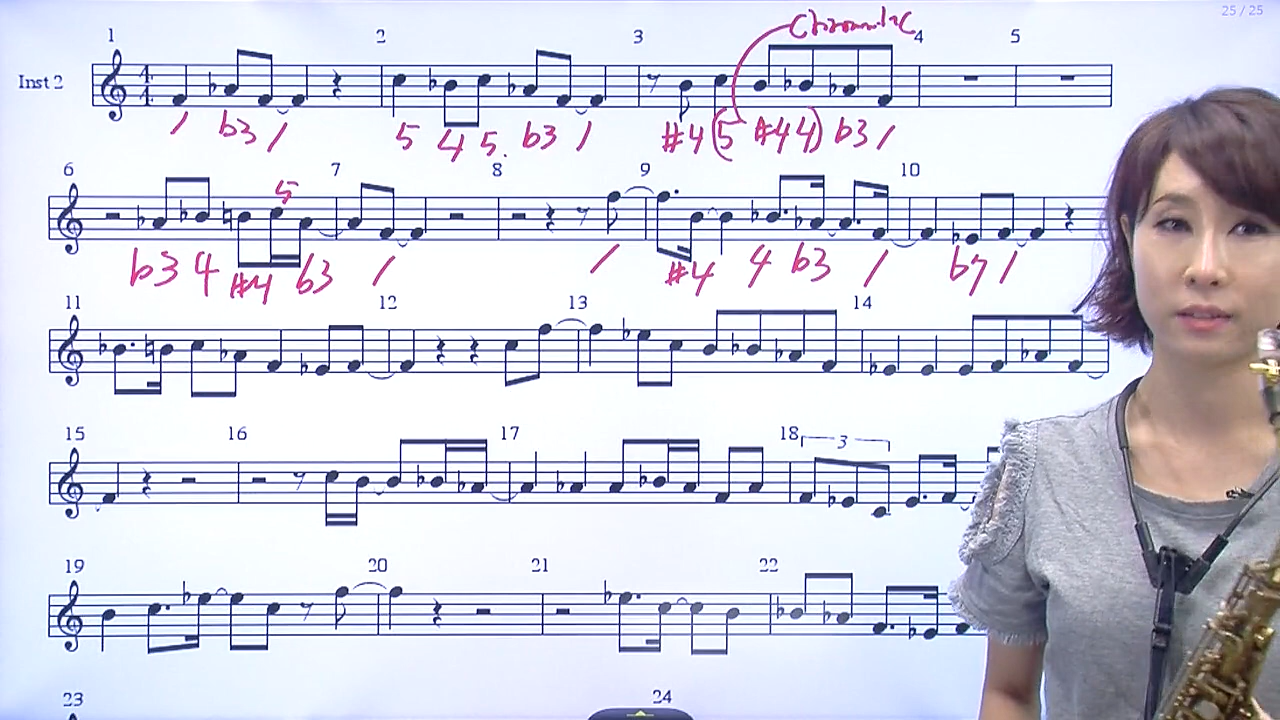 25 / 25
Chromatic
1 2 3 4 5
Inst 2
4 4
1 b3 1 5 4 5. b3 1 #4 (5 #4 4) b3 1
6 7 8 9 10
5
b3 4 #4 b3 1 1 #4 4 b3 1 b7 1
11 12 13 14
15 16 17 18
3
19 20 21 22
23 24